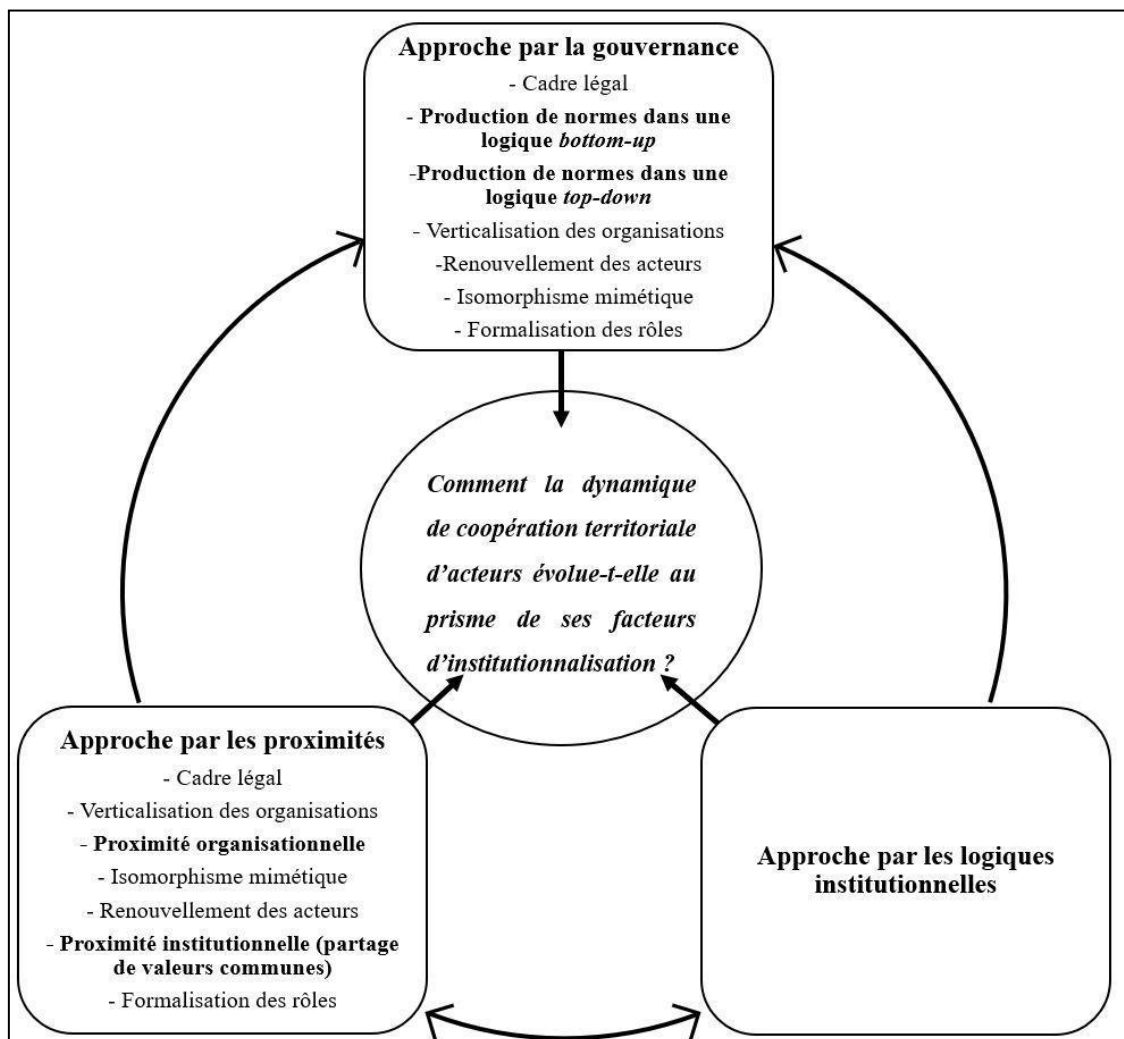 Approche par la gouvernance
- Cadre légal
- Production de normes dans une
logique bottom-up
-Production de normes dans une
logique top-down
- Verticalisation des organisations
-Renouvellement des acteurs
- Isomorphisme mimétique
- Formalisation des rôles
Comment la dynamique
de coopération territoriale
d’acteurs évolue-t-elle au
prisme de ses facteurs
d’institutionnalisation ?
Approche par les proximités
- Cadre légal
- Verticalisation des organisations
- Proximité organisationnelle
- Isomorphisme mimétique
- Renouvellement des acteurs
- Proximité institutionnelle (partage
de valeurs communes)
- Formalisation des rôles
Approche par les logiques
institutionnelles